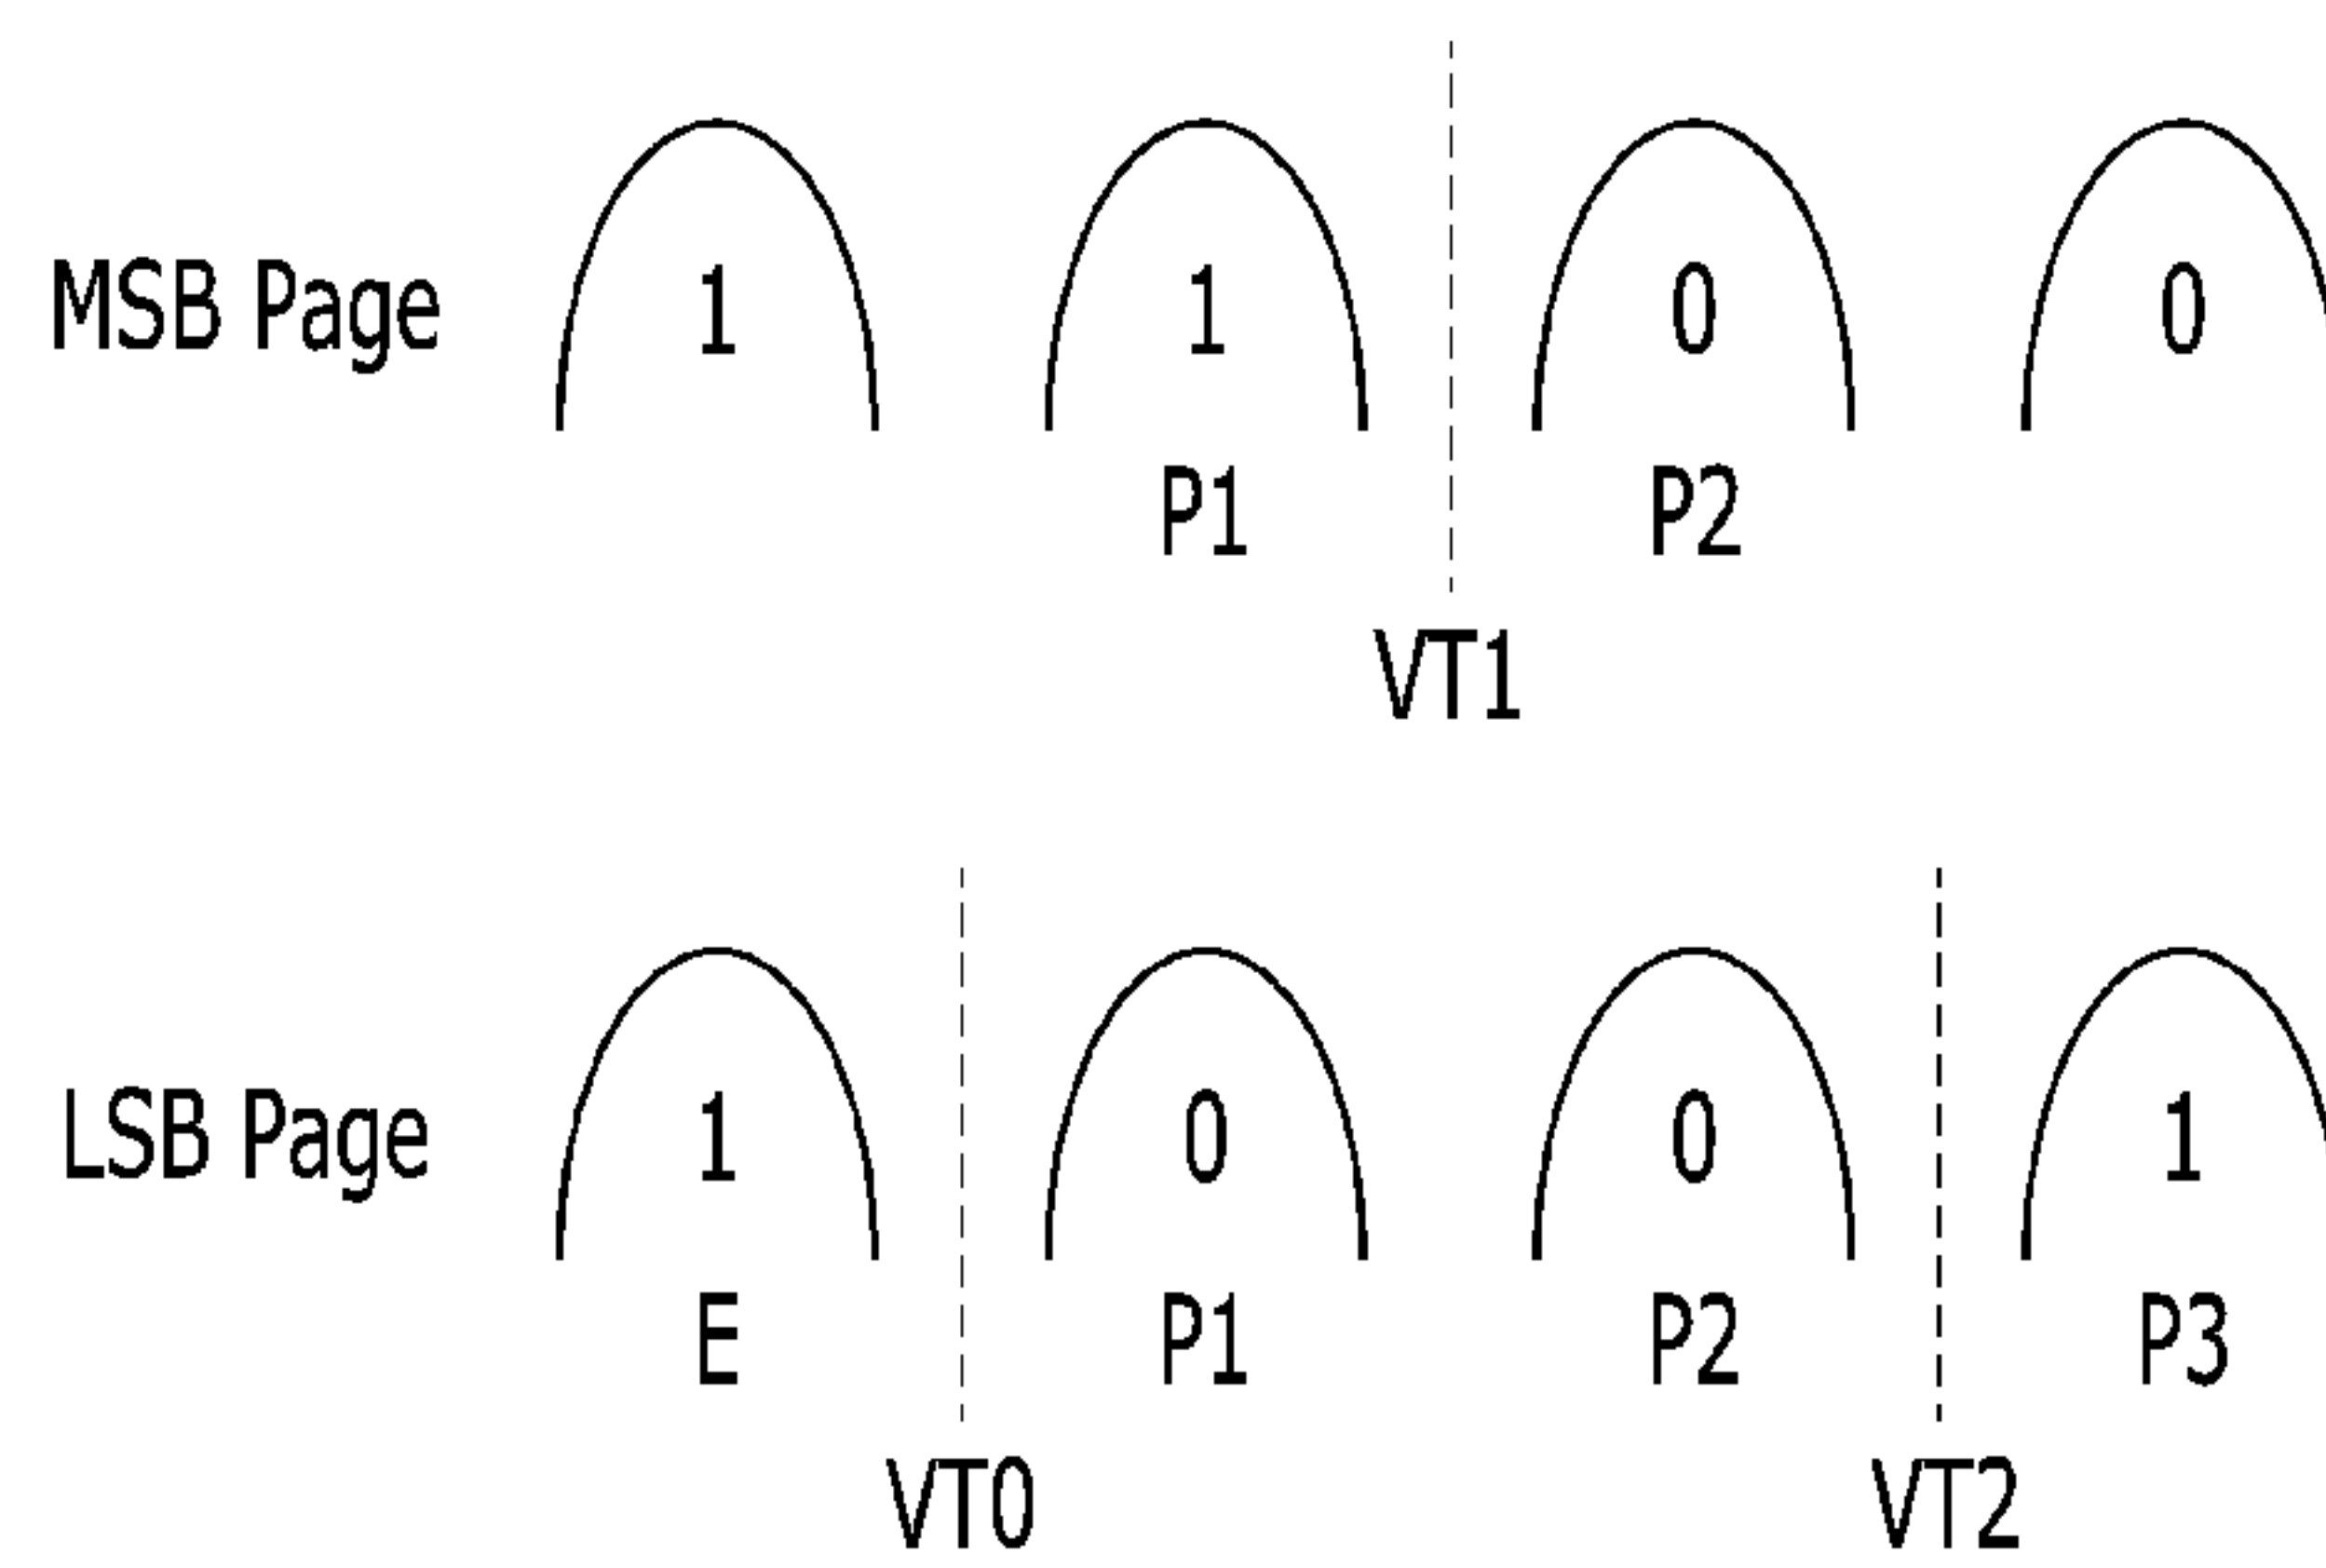 MSB Page 1 1 0 0
P1 P2
VT1
LSB Page 1 0 0 1
E P1 P2 P3
VT0 VT2